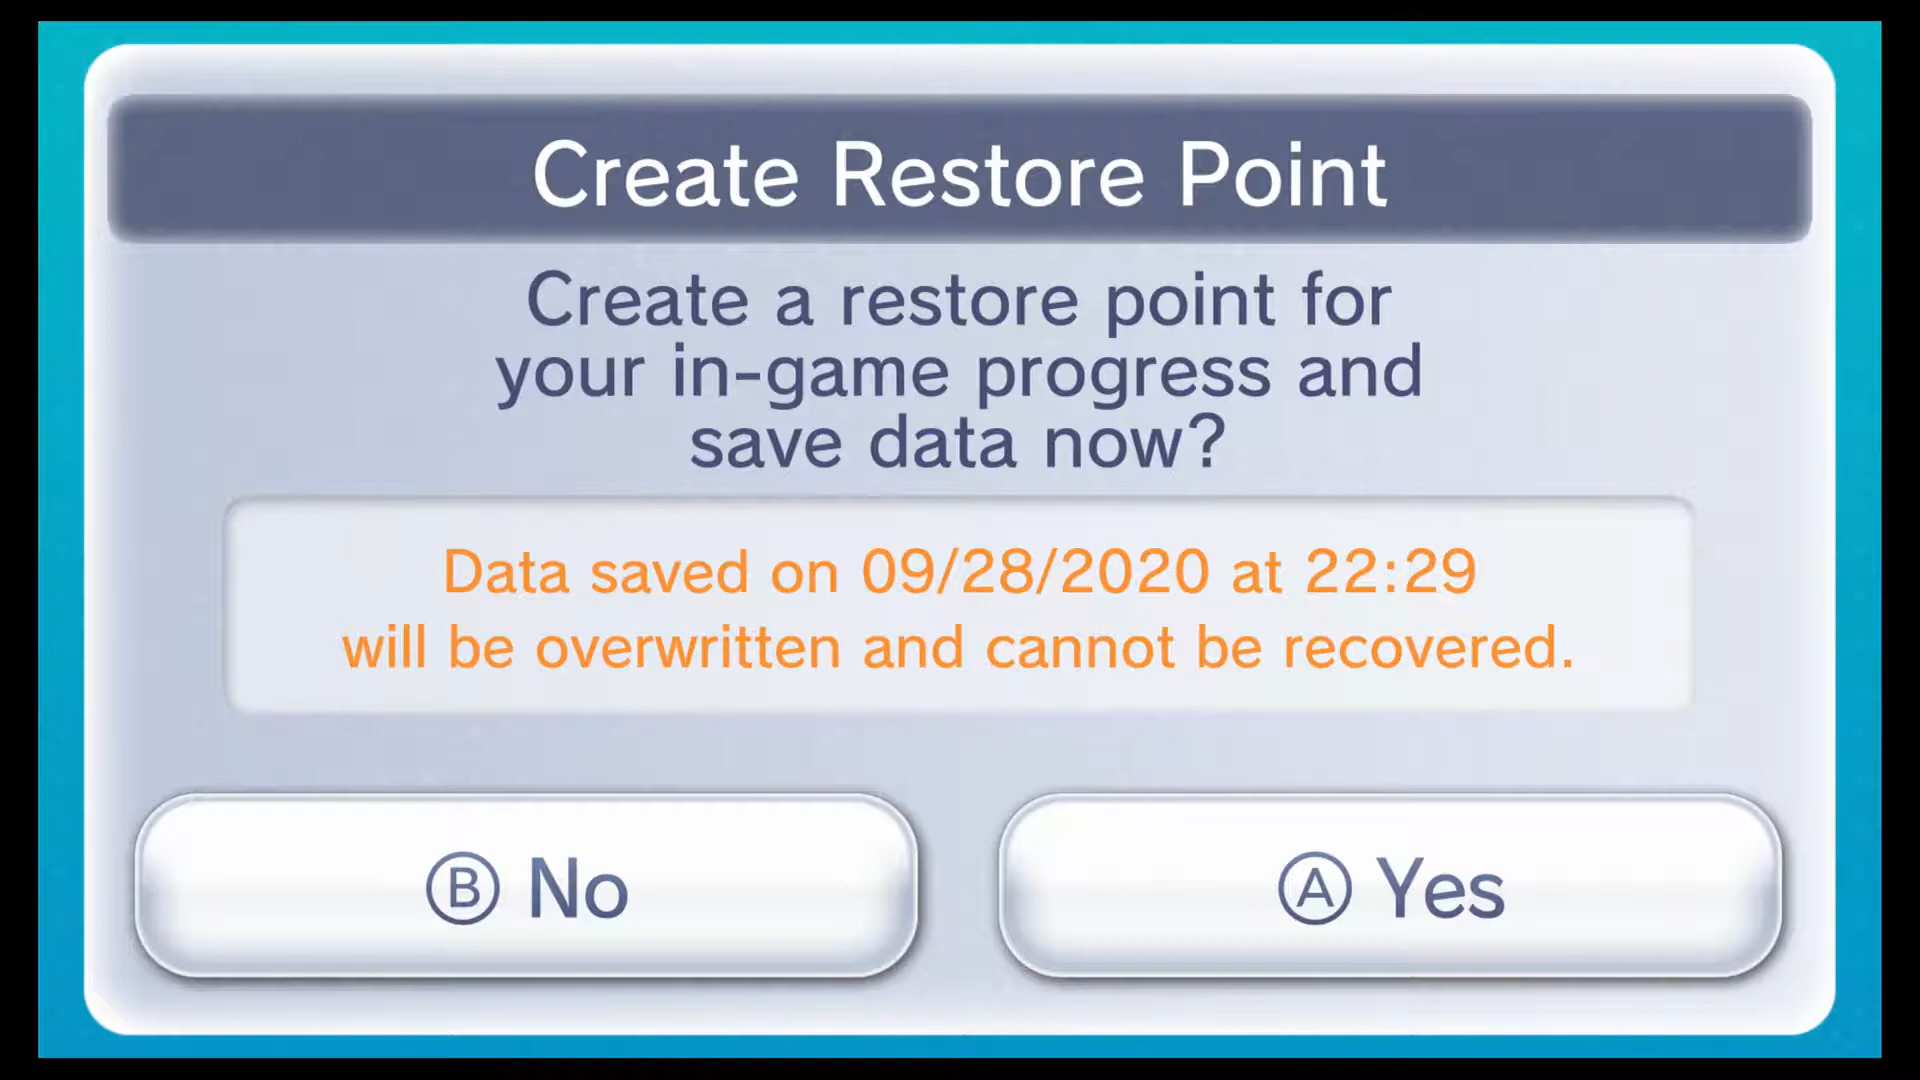 Create Restore Point
Create a restore point for
your in-game progress and
save data now?
Data saved on 09/28/2020 at 22:29
will be overwritten and cannot be recovered.
Ⓑ No
Ⓐ Yes